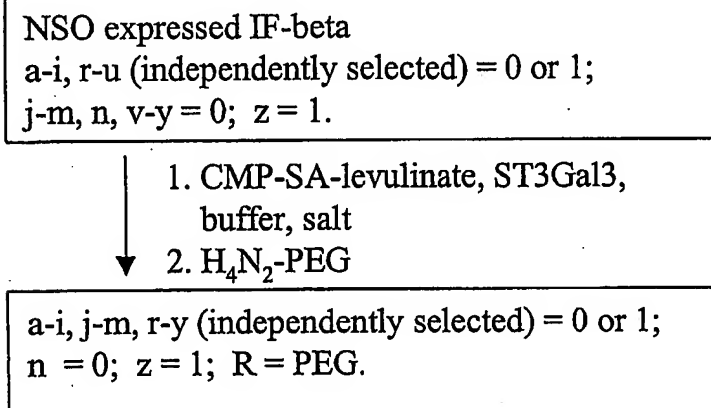 NSO expressed IF-beta
a-i, r-u (independently selected) = 0 or 1;
j-m, n, v-y = 0; z = 1.
1. CMP-SA-levulinate, ST3Gal3,
buffer, salt
2. H₄N₂-PEG
a-i, j-m, r-y (independently selected) = 0 or 1;
n = 0; z = 1; R = PEG.